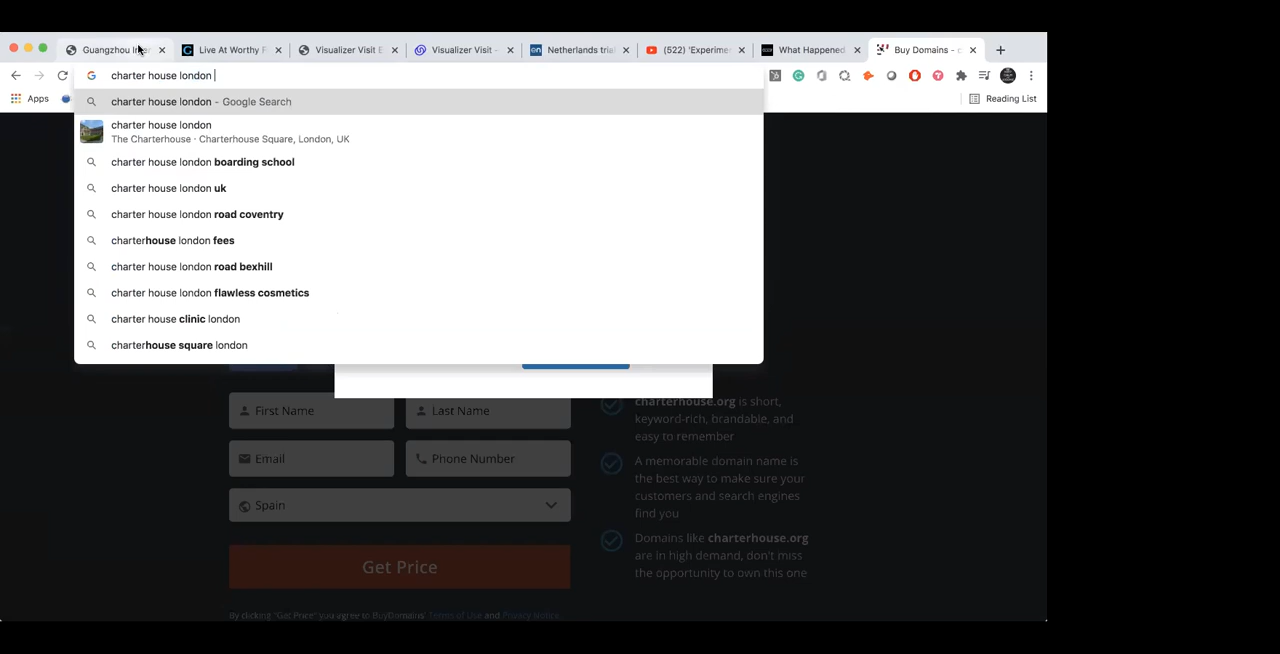 Guangzhou Inter
Live At Worthy F
Visualizer Visit E
Visualizer Visit -
Netherlands tria
(522) 'Experime
What Happened
Buy Domains - c
charter house london
Apps
Reading List
charter house london - Google Search
charter house london
The Charterhouse · Charterhouse Square, London, UK
charter house london boarding school
charter house london uk
charter house london road coventry
charterhouse london fees
charter house london road bexhill
charter house london flawless cosmetics
charter house clinic london
charterhouse square london
First Name
Last Name
Email
Phone Number
Spain
Get Price
By clicking "Get Price" you agree to BuyDomains' Terms of Use and Privacy Notice.
charterhouse.org is short,
keyword-rich, brandable, and
easy to remember
A memorable domain name is
the best way to make sure your
customers and search engines
find you
Domains like charterhouse.org
are in high demand, don't miss
the opportunity to own this one